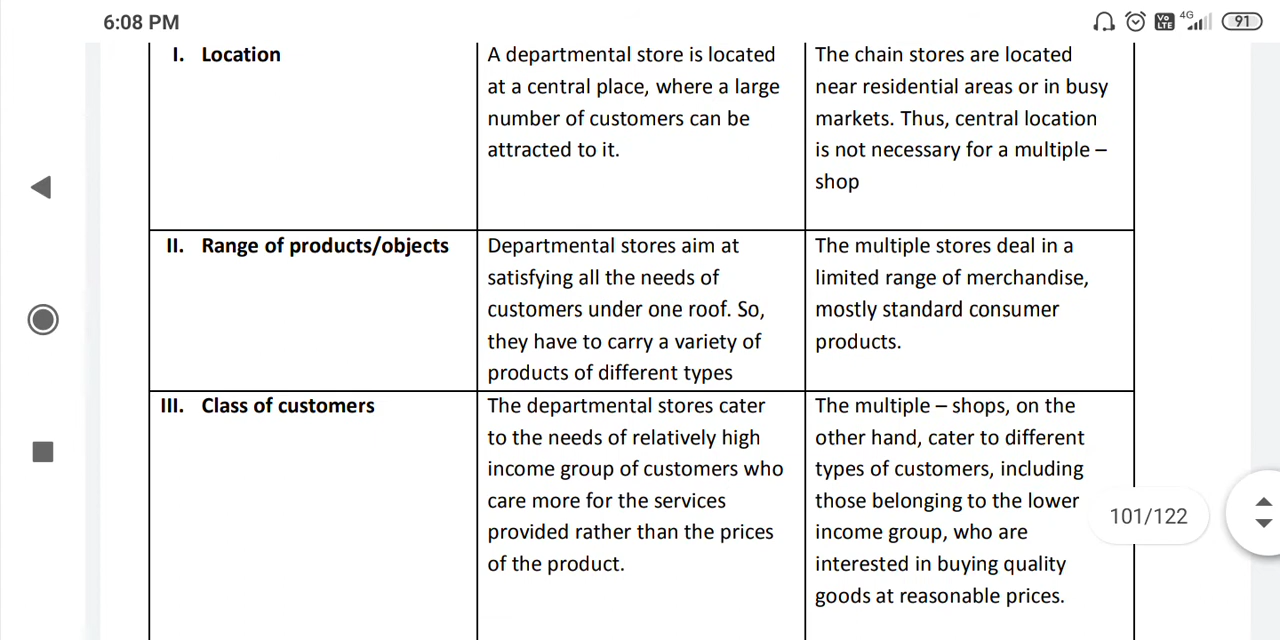 6:08 PM
Vo LTE 4G 91
I. Location
A departmental store is located
at a central place, where a large
number of customers can be
attracted to it.
The chain stores are located
near residential areas or in busy
markets. Thus, central location
is not necessary for a multiple –
shop
II. Range of products/objects
Departmental stores aim at
satisfying all the needs of
customers under one roof. So,
they have to carry a variety of
products of different types
The multiple stores deal in a
limited range of merchandise,
mostly standard consumer
products.
III. Class of customers
The departmental stores cater
to the needs of relatively high
income group of customers who
care more for the services
provided rather than the prices
of the product.
The multiple – shops, on the
other hand, cater to different
types of customers, including
those belonging to the lower
income group, who are
interested in buying quality
goods at reasonable prices.
101/122